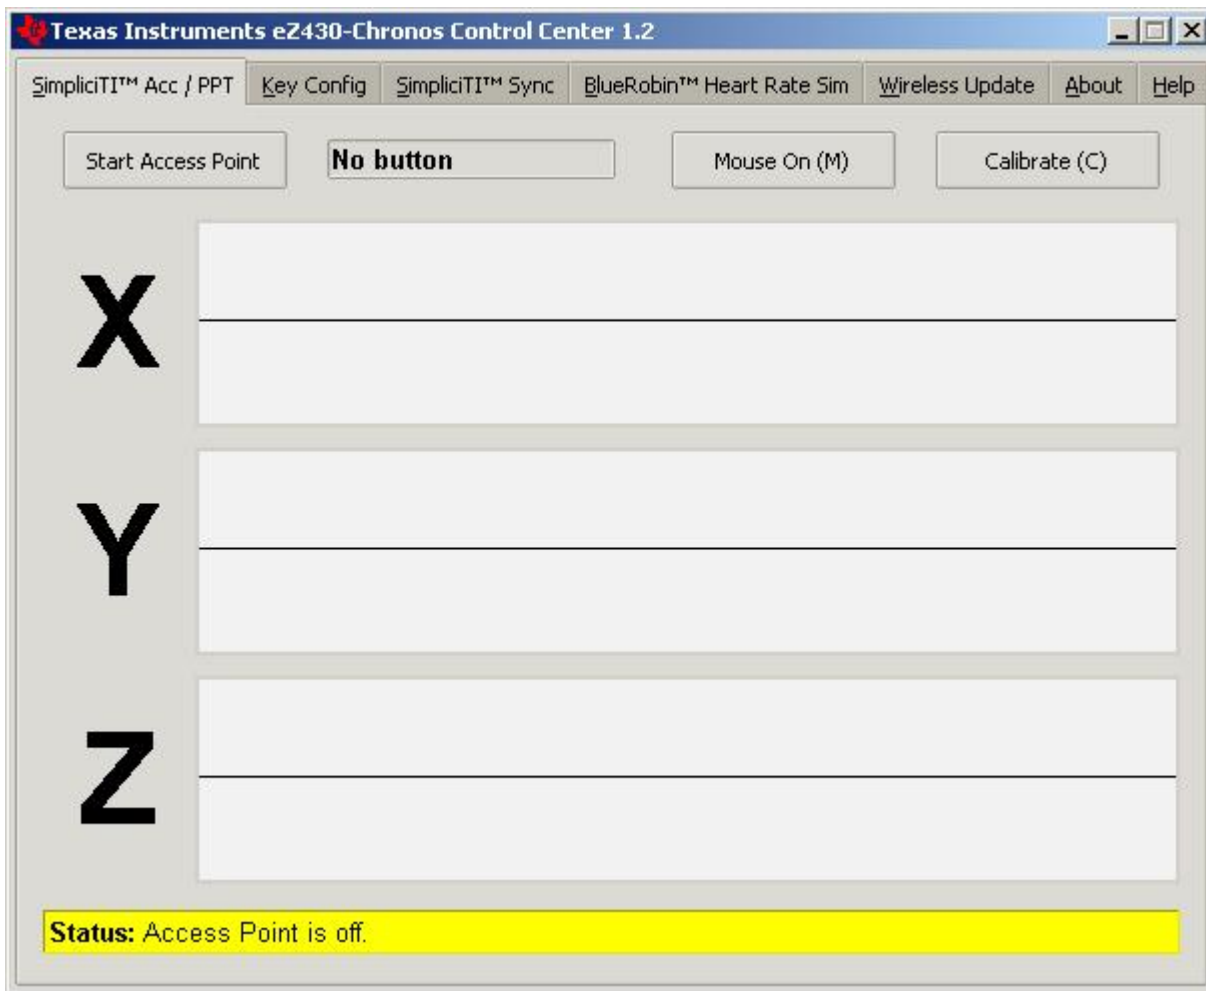 Texas Instruments eZ430-Chronos Control Center 1.2
SimpliciTI™ Acc / PPT Key Config SimpliciTI™ Sync BlueRobin™ Heart Rate Sim Wireless Update About Help
Start Access Point No button Mouse On (M) Calibrate (C)
X
Y
Z
Status: Access Point is off.